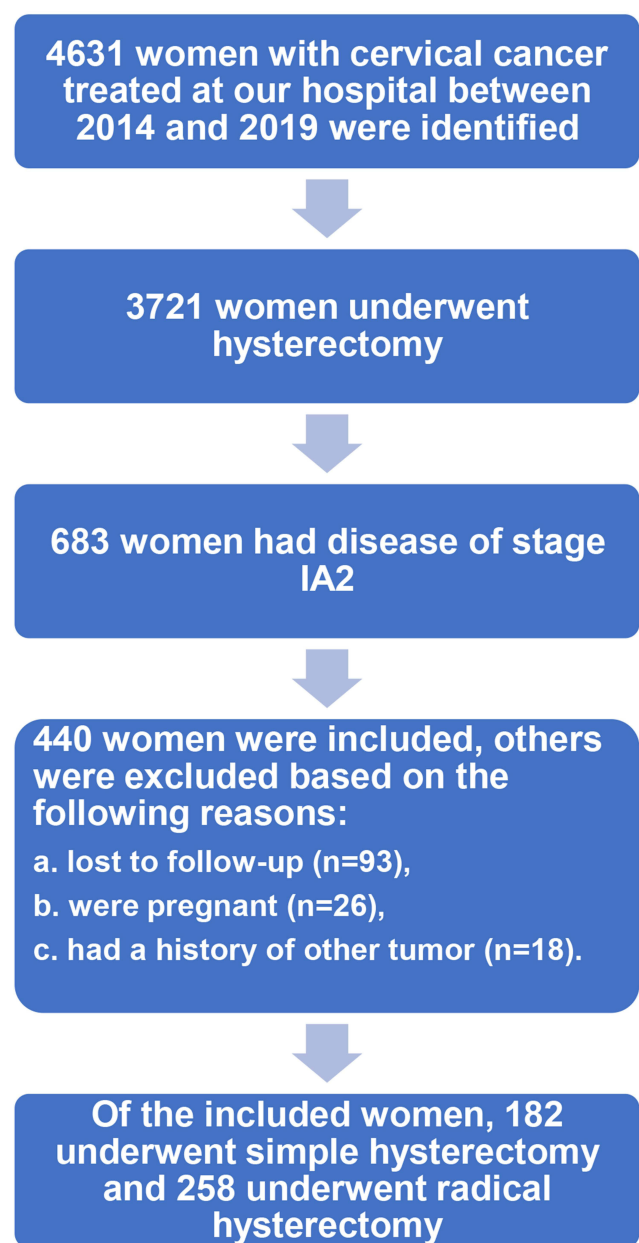 4631 women with cervical cancer
treated at our hospital between
2014 and 2019 were identified
3721 women underwent
hysterectomy
683 women had disease of stage
IA2
440 women were included, others
were excluded based on the
following reasons:
a. lost to follow-up (n=93),
b. were pregnant (n=26),
c. had a history of other tumor (n=18).
Of the included women, 182
underwent simple hysterectomy
and 258 underwent radical
hysterectomy